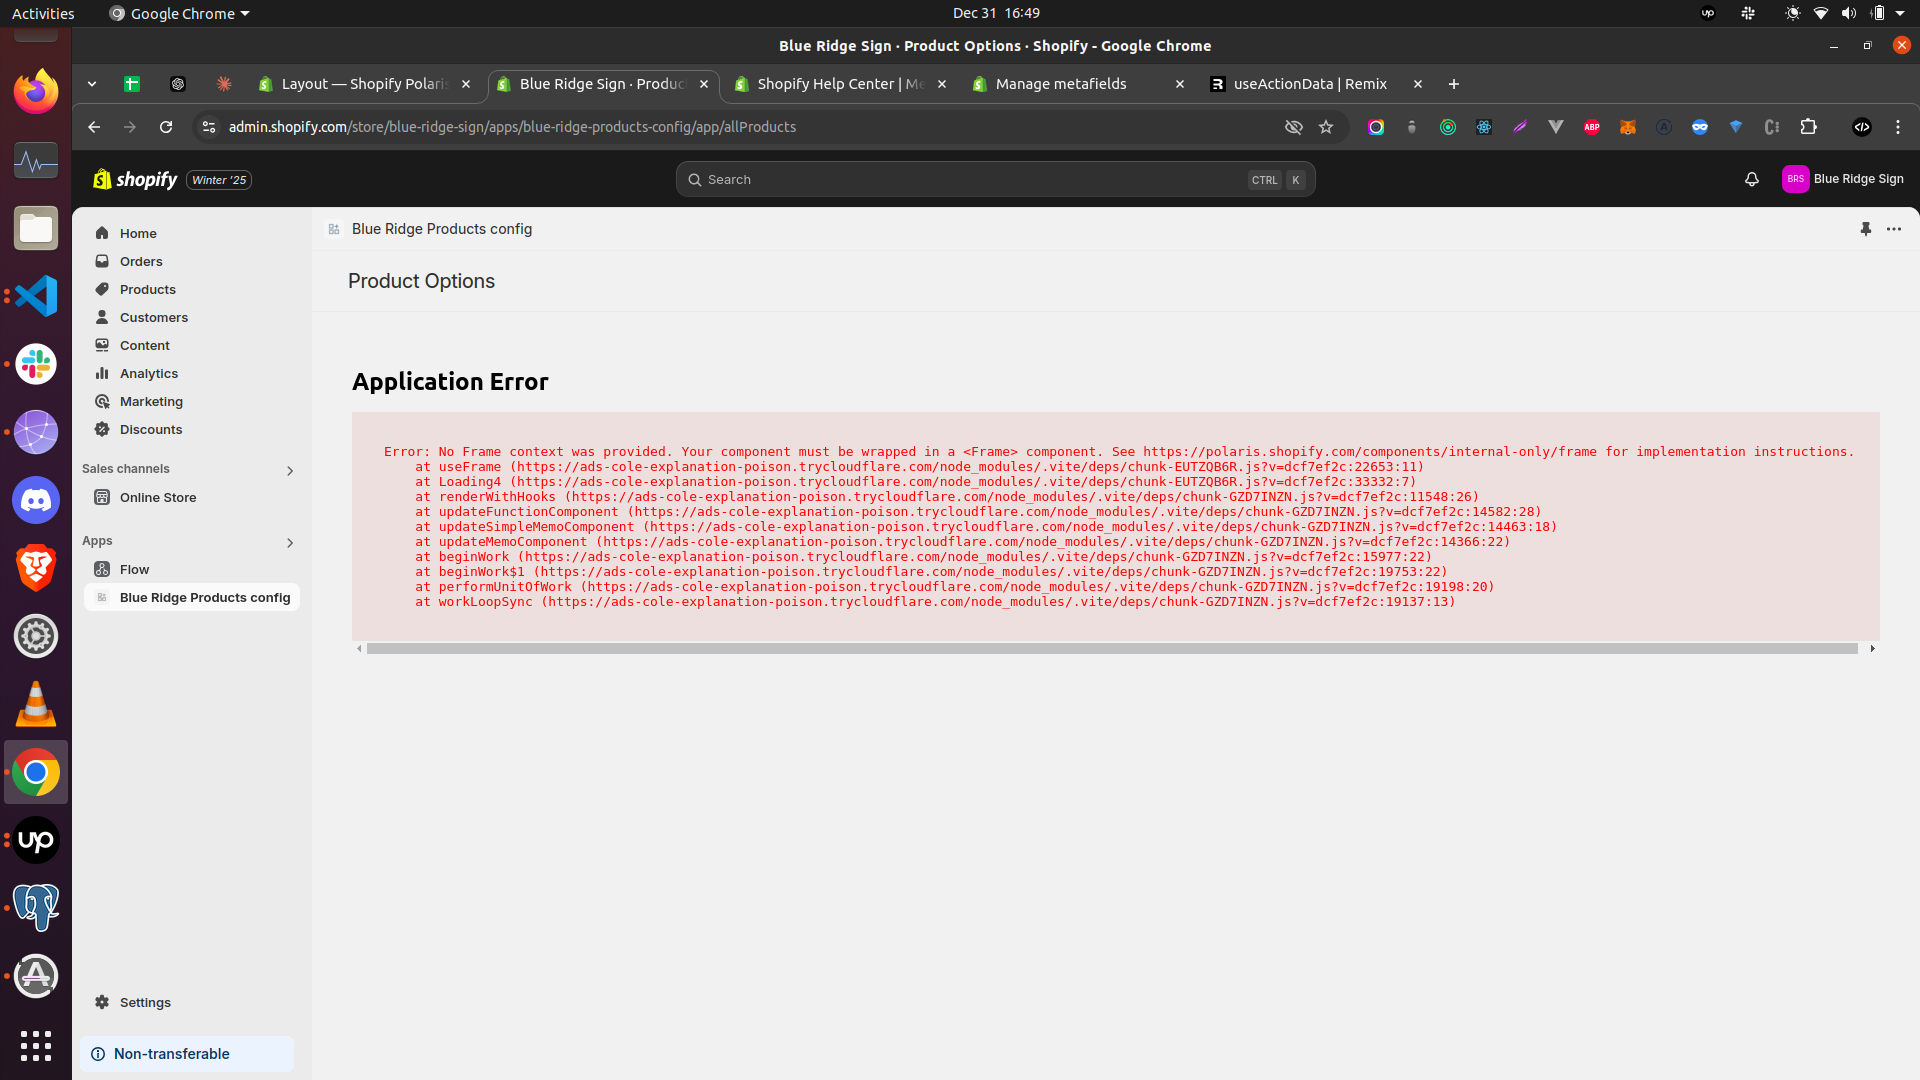 Activities
Google Chrome
Dec 31 16:49
Blue Ridge Sign · Product Options · Shopify - Google Chrome
Layout — Shopify Polaris
Blue Ridge Sign · Produc
Shopify Help Center | Me
Manage metafields
useActionData | Remix
admin.shopify.com/store/blue-ridge-sign/apps/blue-ridge-products-config/app/allProducts
ABP
shopify
Winter '25
Search
CTRL K
BRS
Blue Ridge Sign
Home
Orders
Products
Customers
Content
Analytics
Marketing
Discounts
Sales channels
Online Store
Apps
Flow
Blue Ridge Products config
Settings
Non-transferable
Blue Ridge Products config
Product Options
Application Error
Error: No Frame context was provided. Your component must be wrapped in a <Frame> component. See https://polaris.shopify.com/components/internal-only/frame for implementation instructions.
at useFrame (https://ads-cole-explanation-poison.trycloudflare.com/node_modules/.vite/deps/chunk-EUTZQB6R.js?v=dcf7ef2c:22653:11)
at Loading4 (https://ads-cole-explanation-poison.trycloudflare.com/node_modules/.vite/deps/chunk-EUTZQB6R.js?v=dcf7ef2c:33332:7)
at renderWithHooks (https://ads-cole-explanation-poison.trycloudflare.com/node_modules/.vite/deps/chunk-GZD7INZN.js?v=dcf7ef2c:11548:26)
at updateFunctionComponent (https://ads-cole-explanation-poison.trycloudflare.com/node_modules/.vite/deps/chunk-GZD7INZN.js?v=dcf7ef2c:14582:28)
at updateSimpleMemoComponent (https://ads-cole-explanation-poison.trycloudflare.com/node_modules/.vite/deps/chunk-GZD7INZN.js?v=dcf7ef2c:14463:18)
at updateMemoComponent (https://ads-cole-explanation-poison.trycloudflare.com/node_modules/.vite/deps/chunk-GZD7INZN.js?v=dcf7ef2c:14366:22)
at beginWork (https://ads-cole-explanation-poison.trycloudflare.com/node_modules/.vite/deps/chunk-GZD7INZN.js?v=dcf7ef2c:15977:22)
at beginWork$1 (https://ads-cole-explanation-poison.trycloudflare.com/node_modules/.vite/deps/chunk-GZD7INZN.js?v=dcf7ef2c:19753:22)
at performUnitOfWork (https://ads-cole-explanation-poison.trycloudflare.com/node_modules/.vite/deps/chunk-GZD7INZN.js?v=dcf7ef2c:19198:20)
at workLoopSync (https://ads-cole-explanation-poison.trycloudflare.com/node_modules/.vite/deps/chunk-GZD7INZN.js?v=dcf7ef2c:19137:13)
up